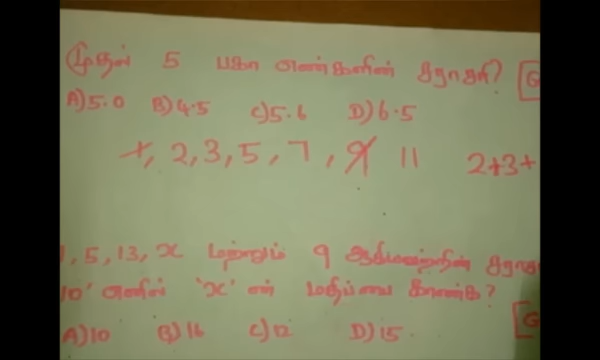 முதல் 5 பகா எண்களின் சராசரி? [G
A) 5.0 B) 4.5 C) 5.6 D) 6.5
1, 2, 3, 5, 7, 9 11 2+3+
1, 5, 13, x மற்றும் 9 ஆகியவற்றின் சராச
10' எனில் 'x' ன் மதிப்பை காண்க?
A) 10 B) 16 C) 12 D) 15. [G